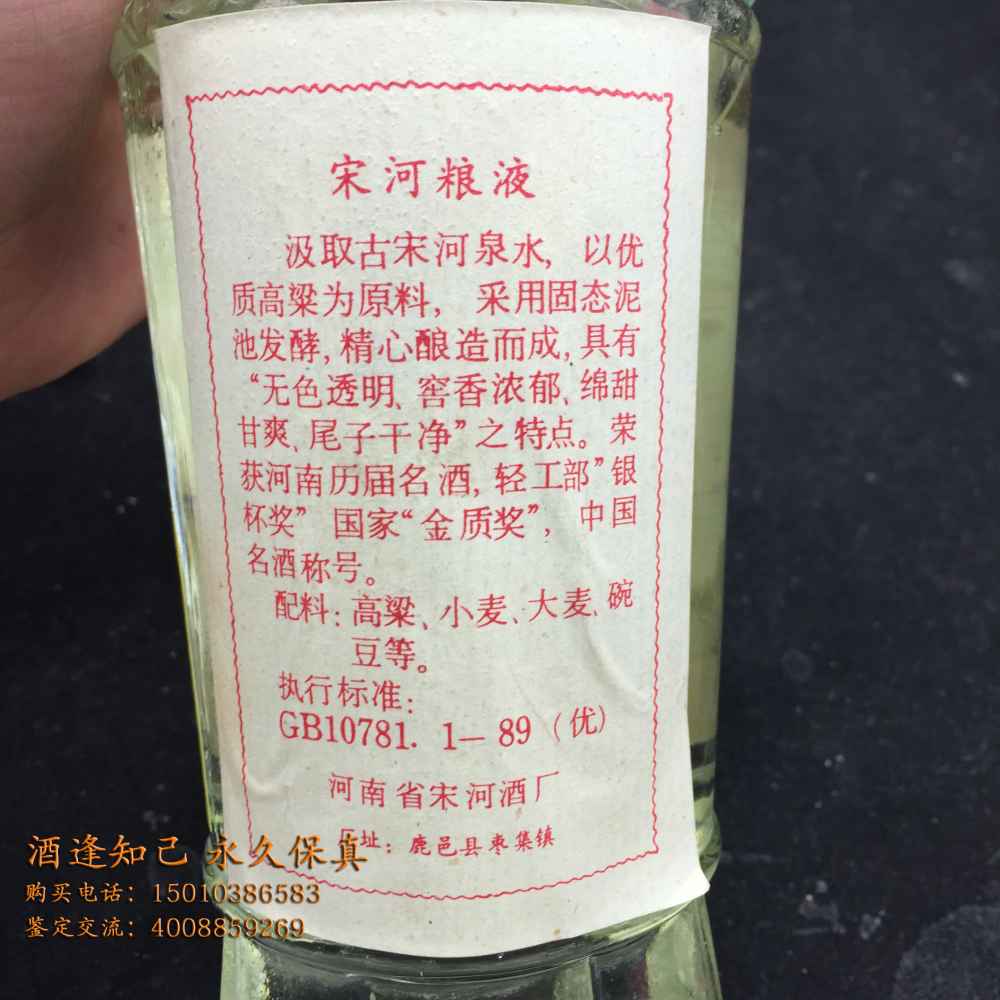 宋河粮液
汲取古宋河泉水，以优
质高粱为原料，采用固态泥
池发酵，精心酿造而成，具有
“无色透明、窖香浓郁、绵甜
甘爽、尾子干净”之特点。荣
获河南历届名酒，轻工部”银
杯奖” 国家“金质奖”，中国
名酒称号。
配料：高粱、小麦、大麦、碗
豆等。
执行标准：
GB10781.1—89（优）
河南省宋河酒厂
厂址：鹿邑县枣集镇
酒逢知己 永久保真
购买电话：15010386583
鉴定交流：4008859269